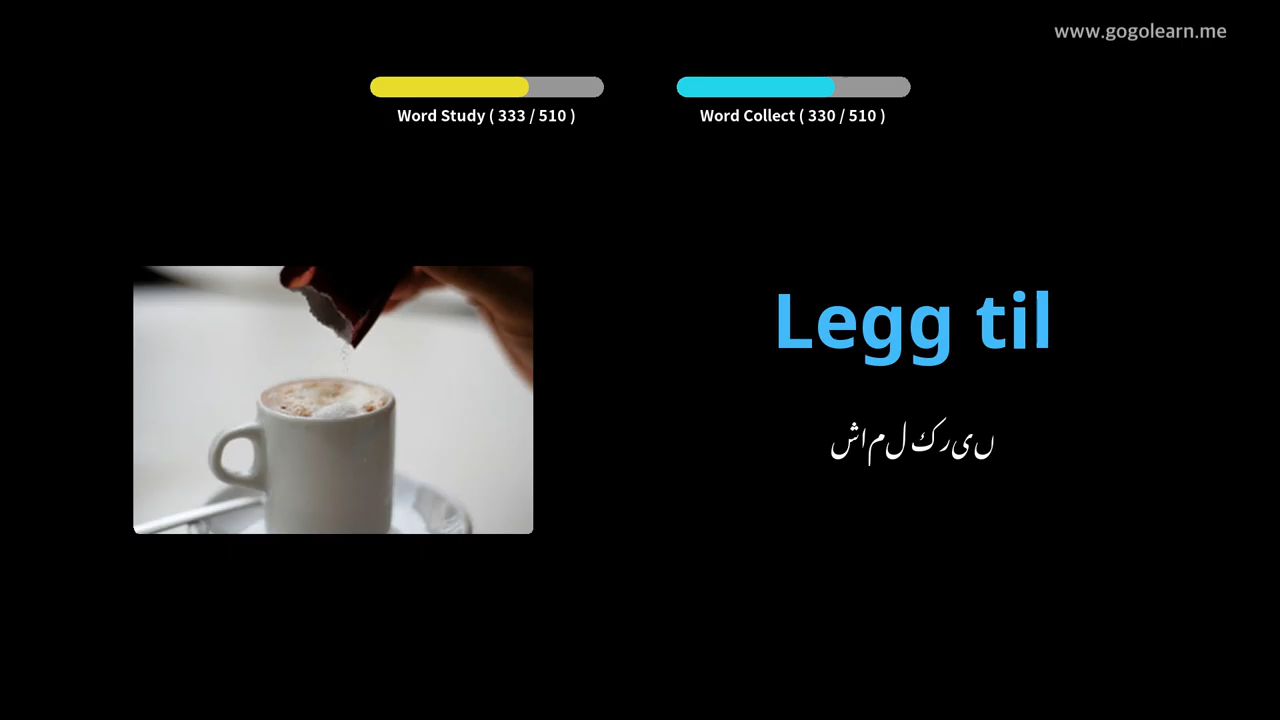 www.gogolearn.me
Word Study ( 333 / 510 )
Word Collect ( 330 / 510 )
Legg til
شامل کریں